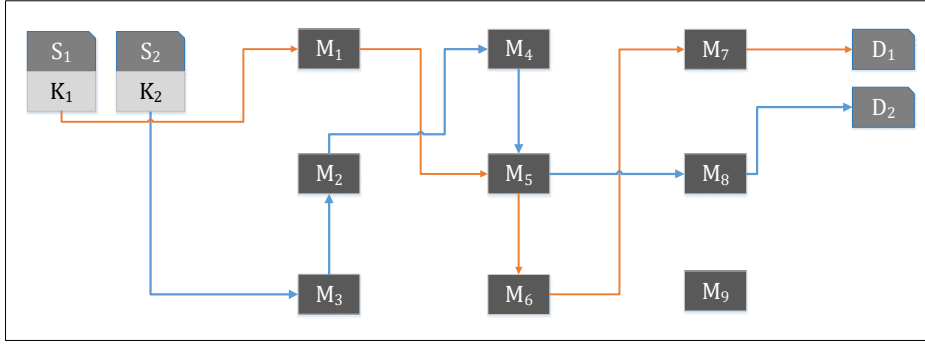 S₁
K₁
S₂
K₂
M₁
M₂
M₃
M₄
M₅
M₆
M₇
M₈
M₉
D₁
D₂